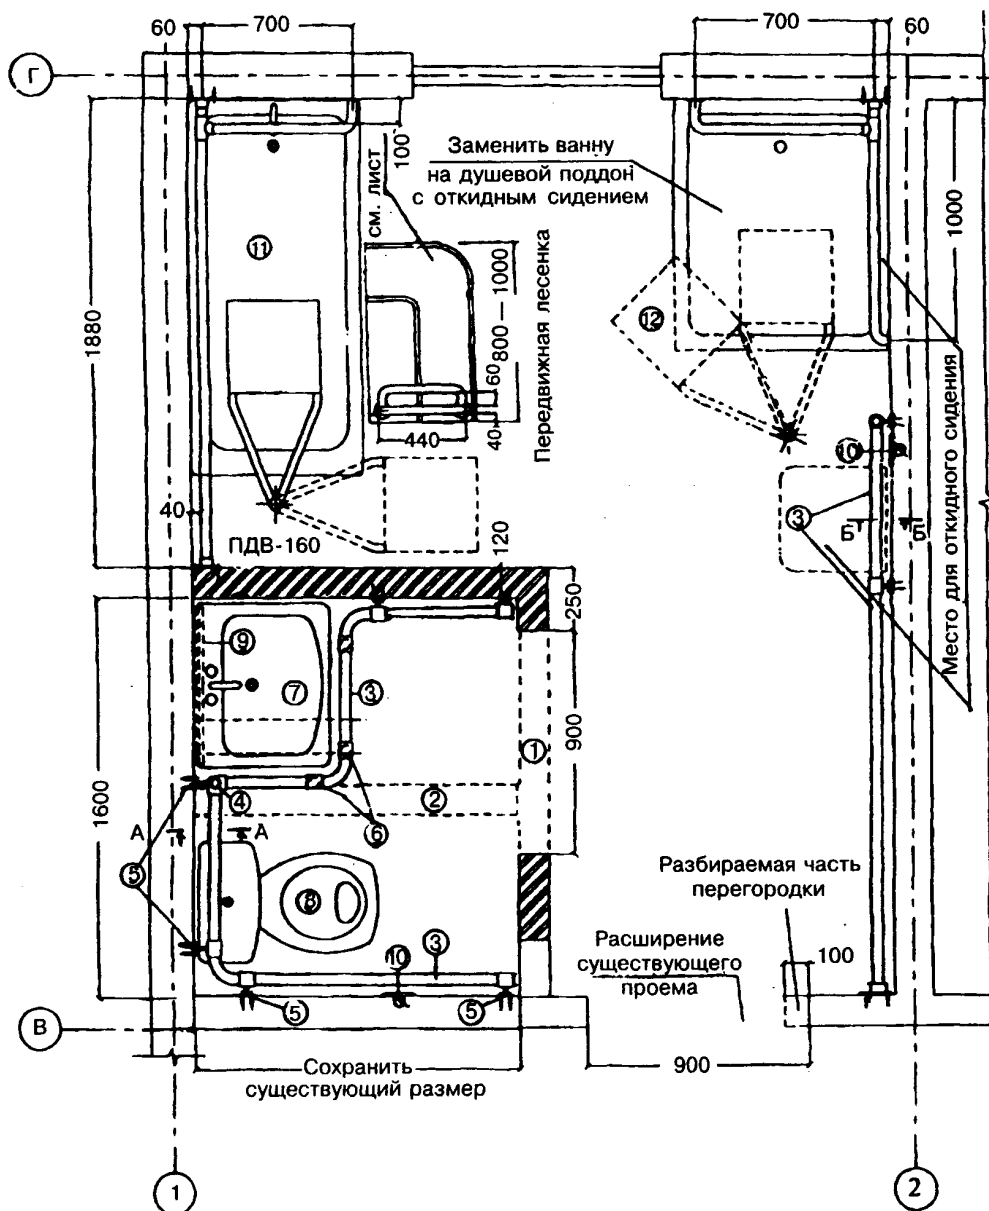 60
700
700
60
Г
100
см. лист
Заменить ванну
на душевой поддон
с откидным сидением
1000
11
12
1880
Передвижная лесенка
800—1000
60
40
440
40
ПДВ-160
120
10
3
Б
Б
Место для откидного сидения
250
9
7
3
1
900
2
4
6
1600
А
А
5
8
10
3
5
5
Разбираемая часть
перегородки
Расширение
существующего
проема
100
В
900
Сохранить
существующий размер
1
2